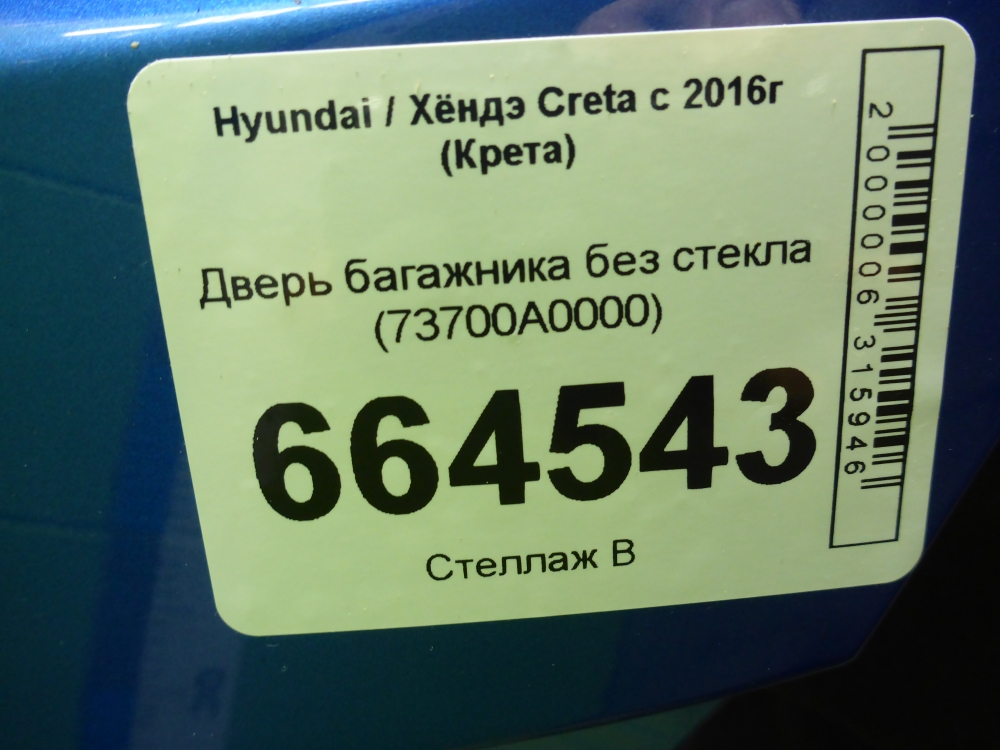 Hyundai / Хёндэ Creta с 2016г
(Крета)
Дверь багажника без стекла
(73700A0000)
664543
Стеллаж В
2000006315946